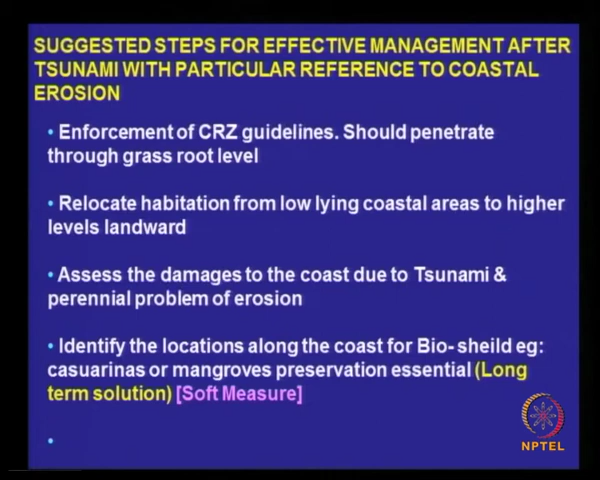 SUGGESTED STEPS FOR EFFECTIVE MANAGEMENT AFTER
TSUNAMI WITH PARTICULAR REFERENCE TO COASTAL
EROSION
• Enforcement of CRZ guidelines. Should penetrate
through grass root level
• Relocate habitation from low lying coastal areas to higher
levels landward
• Assess the damages to the coast due to Tsunami &
perennial problem of erosion
• Identify the locations along the coast for Bio- sheild eg:
casuarinas or mangroves preservation essential (Long
term solution) [Soft Measure]
•
NPTEL